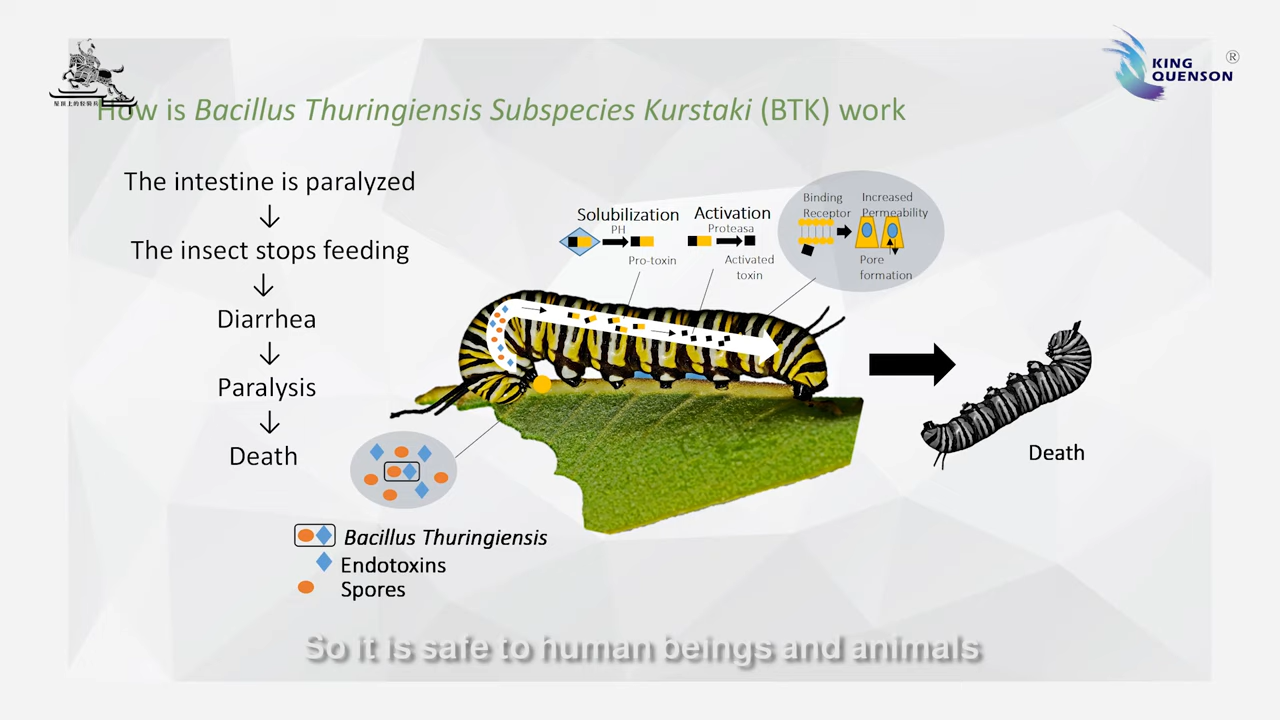 KING
QUENSON
®
How is Bacillus Thuringiensis Subspecies Kurstaki (BTK) work
The intestine is paralyzed
The insect stops feeding
Diarrhea
Paralysis
Death
Solubilization
PH
Pro-toxin
Activation
Proteasa
Activated
toxin
Binding
Receptor
Increased
Permeability
Pore
formation
Death
Bacillus Thuringiensis
Endotoxins
Spores
So it is safe to human beings and animals